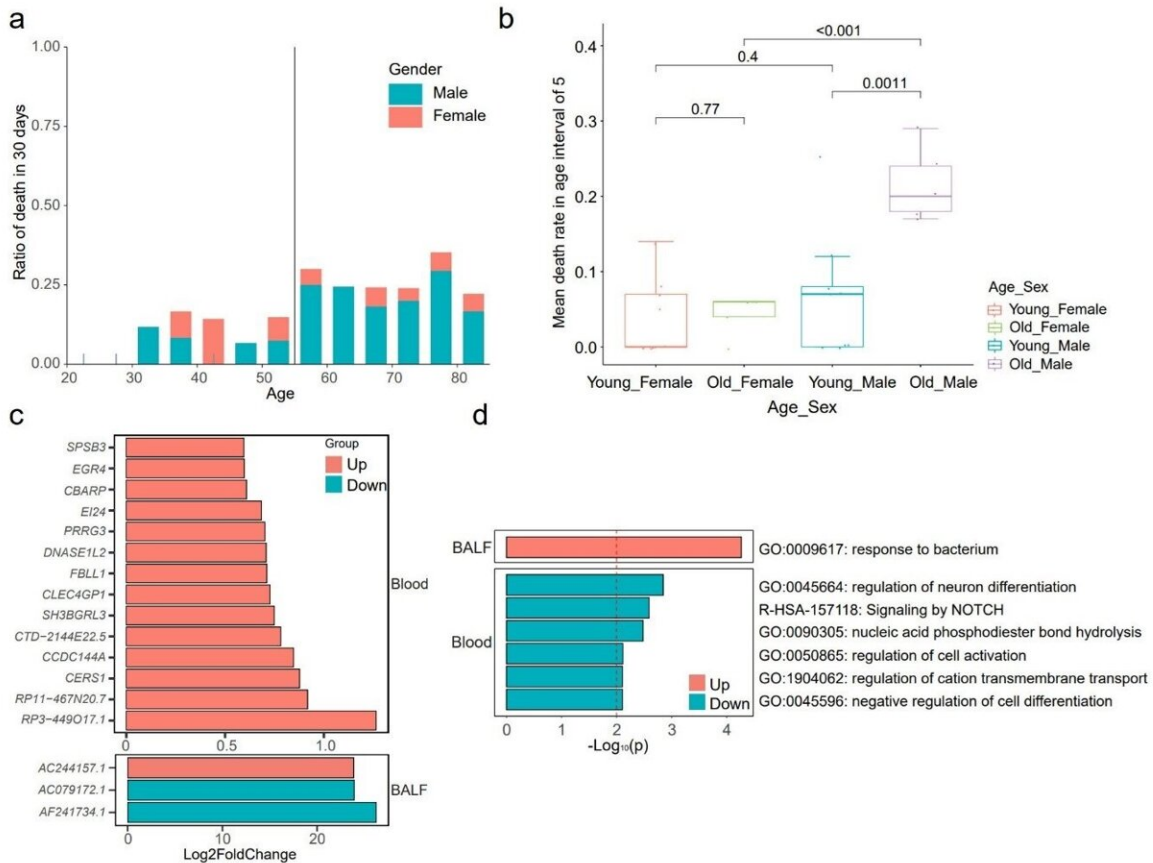 a
1.00
0.75
0.50
0.25
0.00
Ratio of death in 30 days
Gender
Male
Female
20
30
40
50
60
70
80
Age
b
0.4
0.3
0.2
0.1
0.0
Mean death rate in age interval of 5
<0.001
0.4
0.0011
0.77
Young_Female
Old_Female
Young_Male
Old_Male
Age_Sex
Age_Sex
Young_Female
Old_Female
Young_Male
Old_Male
c
SPSB3
EGR4
CBARP
EI24
PRRG3
DNASE1L2
FBLL1
CLEC4GP1
SH3BGRL3
CTD−2144E22.5
CCDC144A
CERS1
RP11−467N20.7
RP3−449O17.1
Group
Up
Down
Blood
0
0.5
1.0
AC244157.1
AC079172.1
AF241734.1
BALF
0
10
20
Log2FoldChange
d
BALF
GO:0009617: response to bacterium
Blood
GO:0045664: regulation of neuron differentiation
R-HSA-157118: Signaling by NOTCH
GO:0090305: nucleic acid phosphodiester bond hydrolysis
GO:0050865: regulation of cell activation
GO:1904062: regulation of cation transmembrane transport
GO:0045596: negative regulation of cell differentiation
Up
Down
0
1
2
3
4
-Log₁₀(p)